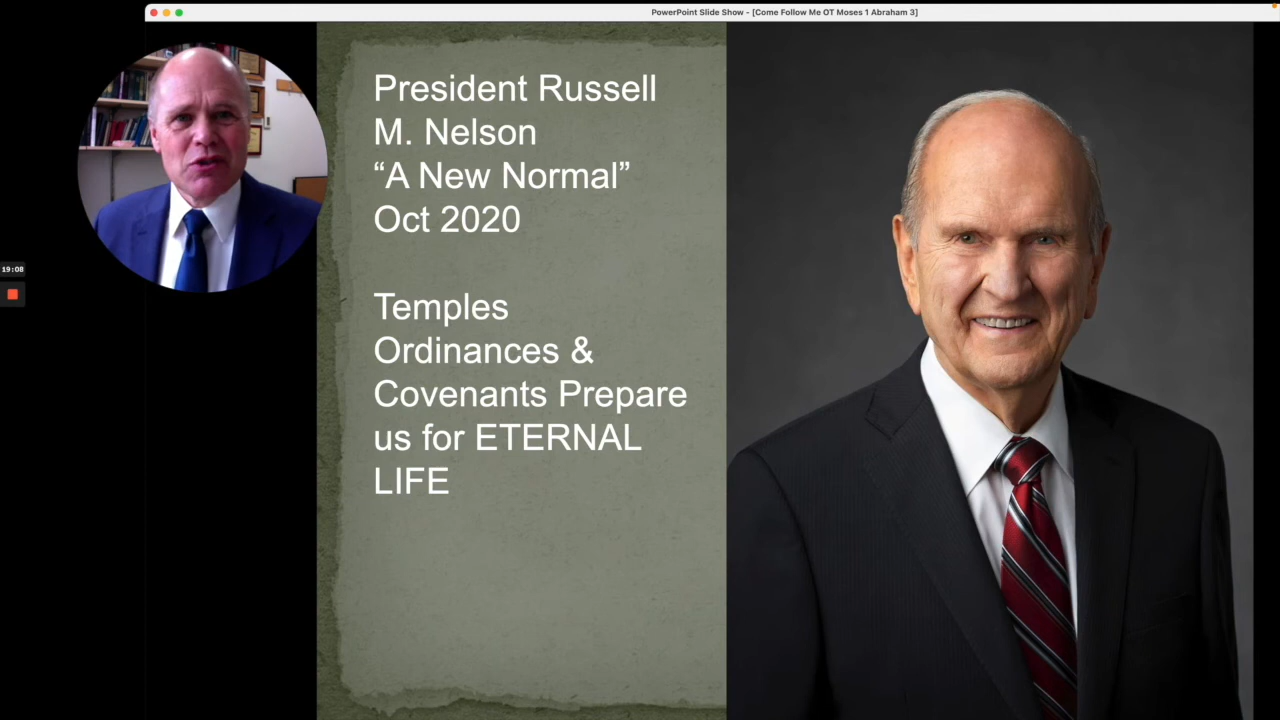 PowerPoint Slide Show - [Come Follow Me OT Moses 1 Abraham 3]
President Russell
M. Nelson
“A New Normal”
Oct 2020
Temples
Ordinances &
Covenants Prepare
us for ETERNAL
LIFE
19:08